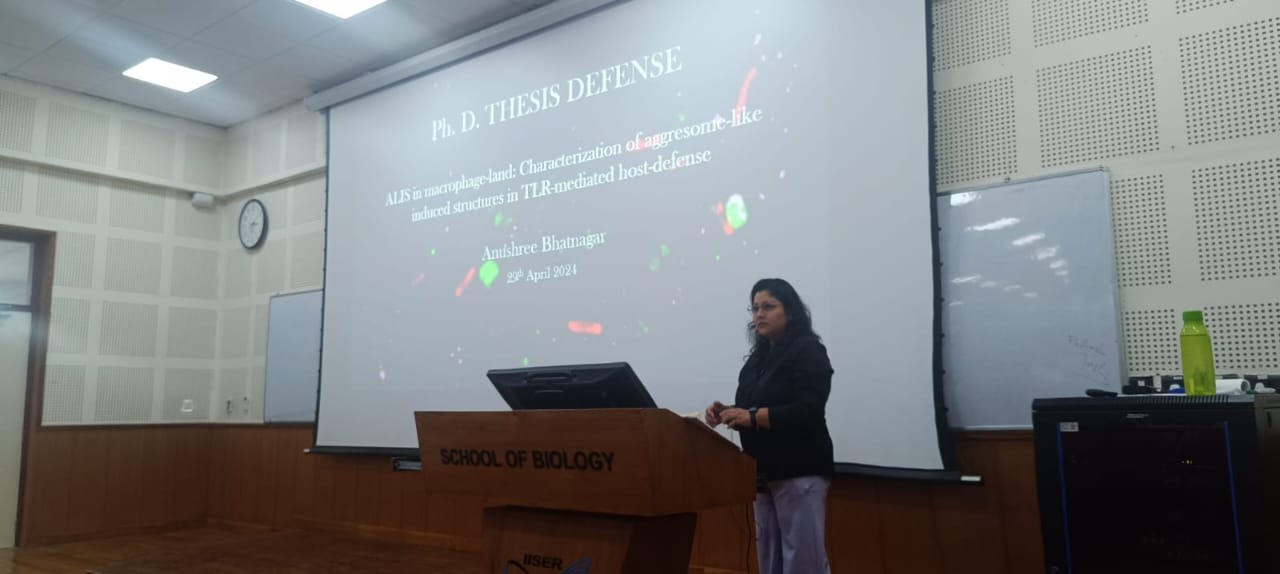 Ph. D. THESIS DEFENSE
ALIS in macrophage-land: Characterization of aggresome-like
induced structures in TLR-mediated host-defense
Anushree Bhatnagar
29th April 2024
SCHOOL OF BIOLOGY
IISER